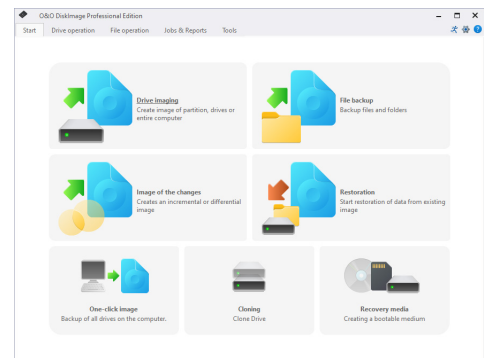 O&O DiskImage Professional Edition
Start Drive operation File operation Jobs & Reports Tools
Drive imaging
Create image of partition, drives or
entire computer
File backup
Backup files and folders
Image of the changes
Creates an incremental or differential
image
Restoration
Start restoration of data from existing
image
One-click image
Backup of all drives on the computer.
Cloning
Clone Drive
Recovery media
Creating a bootable medium